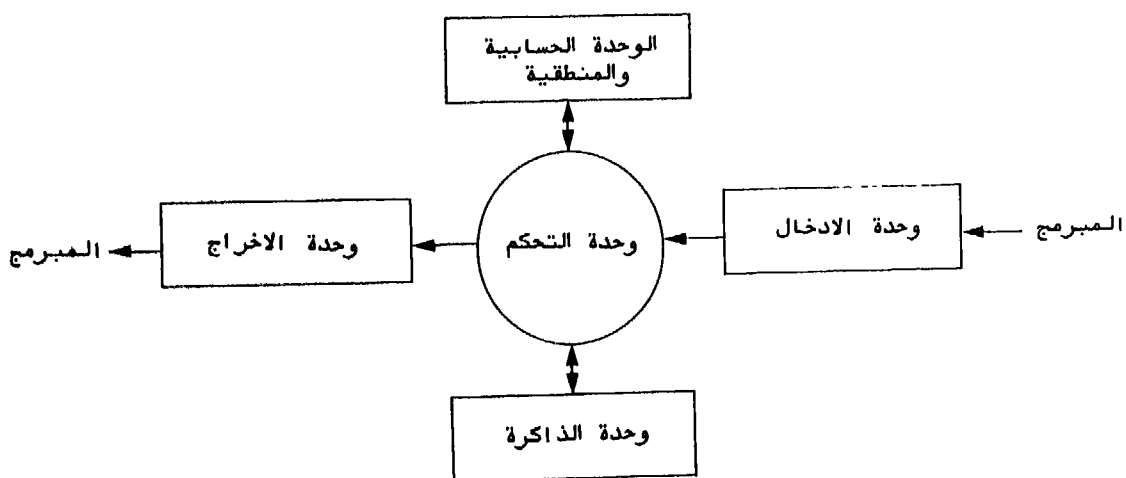 الوحدة الحسابية
والمنطقية
المبرمج
وحدة الادخال
وحدة التحكم
وحدة الاخراج
المبرمج
وحدة الذاكرة